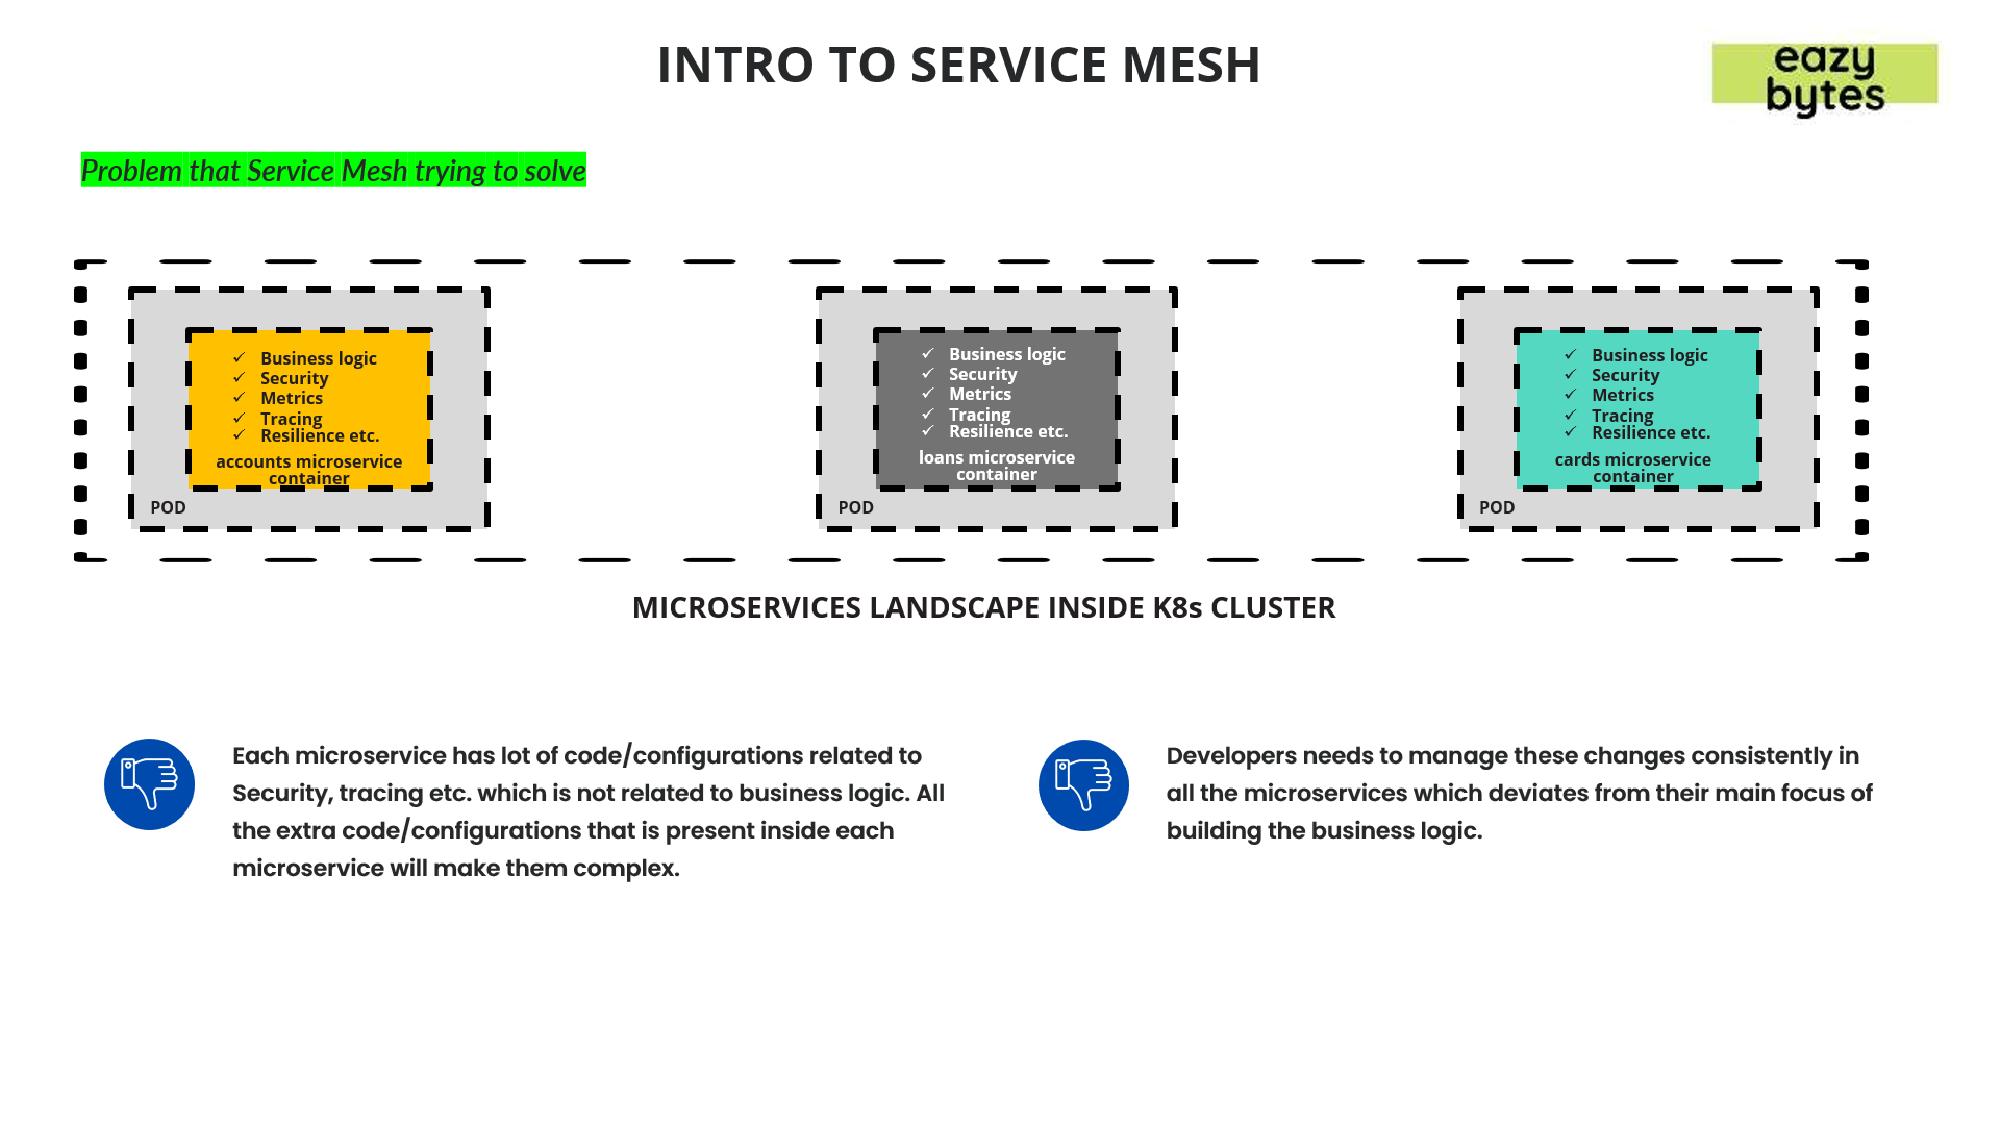 INTRO TO SERVICE MESH
eazy
bytes
Problem that Service Mesh trying to solve
✓ Business logic
✓ Security
✓ Metrics
✓ Tracing
✓ Resilience etc.
accounts microservice
container
POD
✓ Business logic
✓ Security
✓ Metrics
✓ Tracing
✓ Resilience etc.
loans microservice
container
POD
✓ Business logic
✓ Security
✓ Metrics
✓ Tracing
✓ Resilience etc.
cards microservice
container
POD
MICROSERVICES LANDSCAPE INSIDE K8s CLUSTER
Each microservice has lot of code/configurations related to
Security, tracing etc. which is not related to business logic. All
the extra code/configurations that is present inside each
microservice will make them complex.
Developers needs to manage these changes consistently in
all the microservices which deviates from their main focus of
building the business logic.